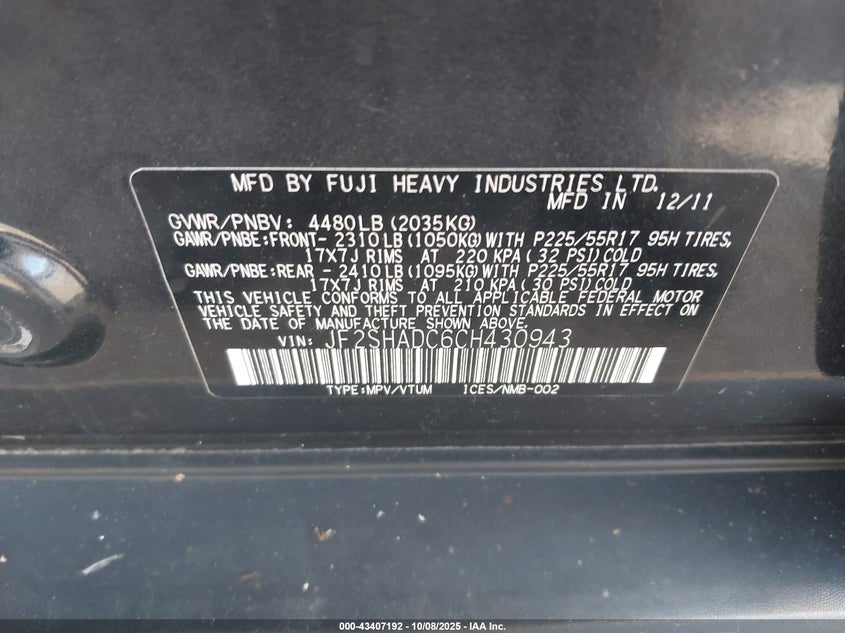 MFD BY FUJI HEAVY INDUSTRIES LTD.
MFD IN 12/11
GVWR/PNBV: 4480LB (2035KG)
GAWR/PNBE:FRONT- 2310LB (1050KG) WITH P225/55R17 95H TIRES,
17X7J RIMS AT 220 KPA (32 PSI) COLD
GAWR/PNBE:REAR - 2410LB (1095KG) WITH P225/55R17 95H TIRES,
17X7J RIMS AT 210 KPA (30 PSI) COLD
THIS VEHICLE CONFORMS TO ALL APPLICABLE FEDERAL MOTOR
VEHICLE SAFETY AND THEFT PREVENTION STANDARDS IN EFFECT ON
THE DATE OF MANUFACTURE SHOWN ABOVE.
VIN: JF2SHADC6CH430943
TYPE:MPV/VTUM ICES/NMB-002
000-43407192 - 10/08/2025 - IAA Inc.